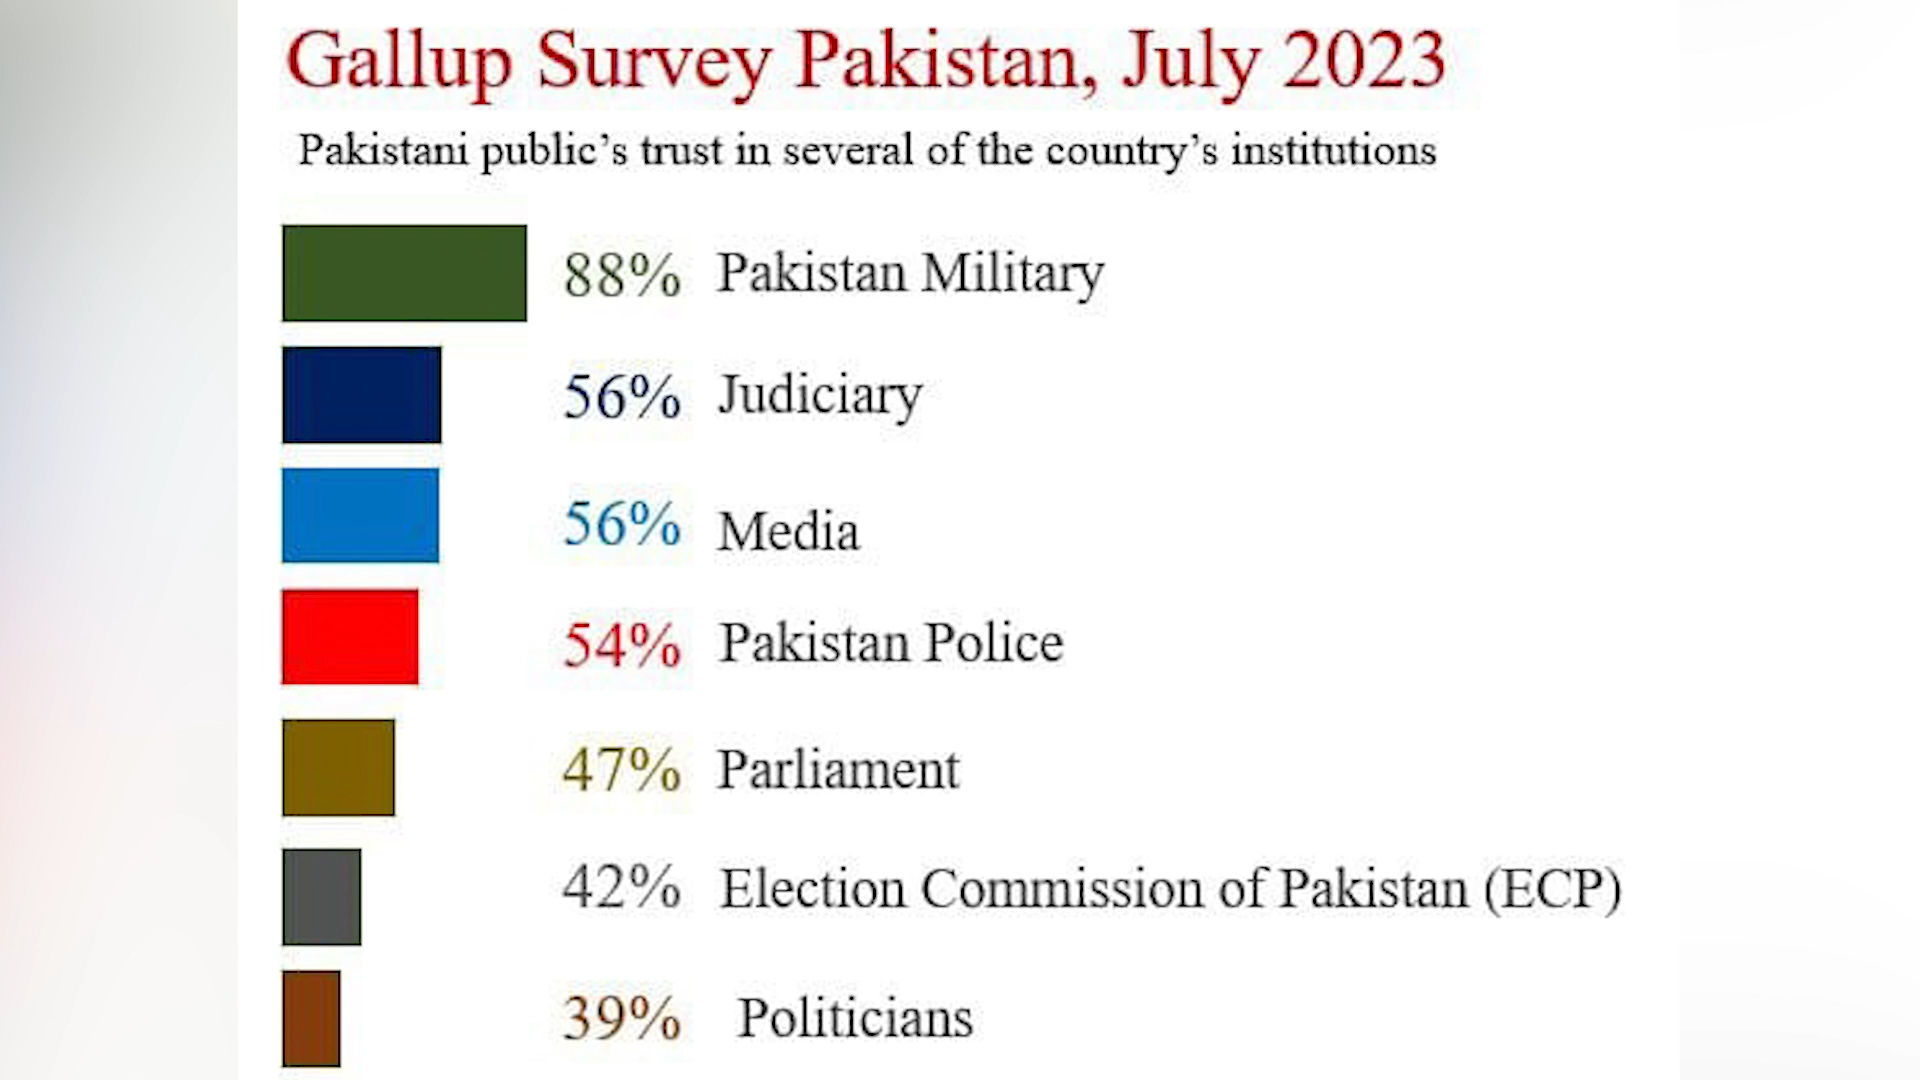 Gallup Survey Pakistan, July 2023
Pakistani public’s trust in several of the country’s institutions
88% Pakistan Military
56% Judiciary
56% Media
54% Pakistan Police
47% Parliament
42% Election Commission of Pakistan (ECP)
39% Politicians